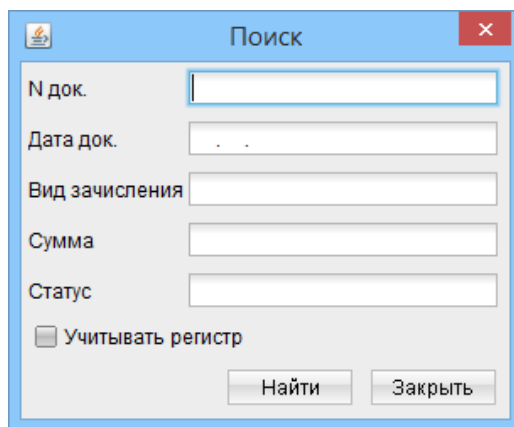 Поиск
N док.
Дата док. . .
Вид зачисления
Сумма
Статус
Учитывать регистр
Найти Закрыть